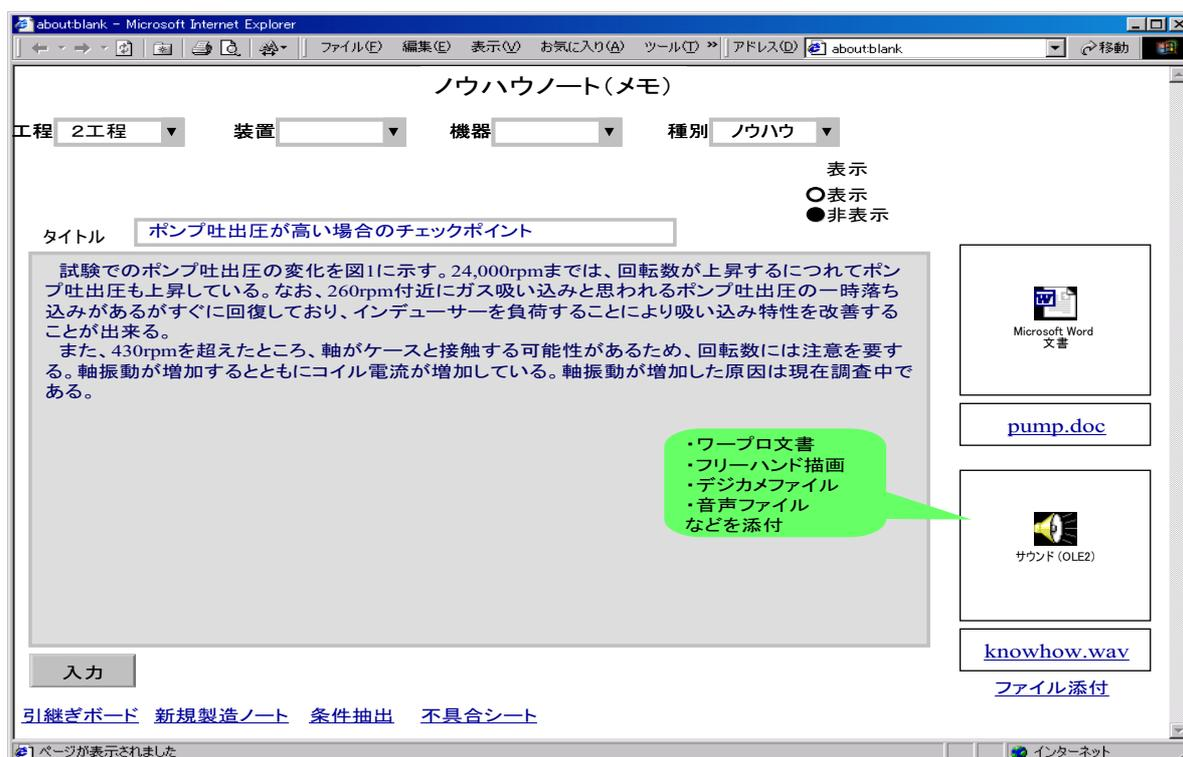 about:blank - Microsoft Internet Explorer
ファイル(F) 編集(E) 表示(V) お気に入り(A) ツール(T) » アドレス(D) about:blank 移動
ノウハウノート(メモ)
工程 2工程 ▼ 装置 ▼ 機器 ▼ 種別 ノウハウ ▼
表示
○表示
●非表示
タイトル ポンプ吐出圧が高い場合のチェックポイント
試験でのポンプ吐出圧の変化を図1に示す。24,000rpmまでは、回転数が上昇するにつれてポン
プ吐出圧も上昇している。なお、260rpm付近にガス吸い込みと思われるポンプ吐出圧の一時落ち
込みがあるがすぐに回復しており、インデューサーを負荷することにより吸い込み特性を改善する
ことが出来る。
また、430rpmを超えたところ、軸がケースと接触する可能性があるため、回転数には注意を要す
る。軸振動が増加するとともにコイル電流が増加している。軸振動が増加した原因は現在調査中で
ある。
Microsoft Word
文書
pump.doc
・ワープロ文書
・フリーハンド描画
・デジカメファイル
・音声ファイル
などを添付
サウンド (OLE2)
knowhow.wav
ファイル添付
入力
引継ぎボード 新規製造ノート 条件抽出 不具合シート
ページが表示されました インターネット